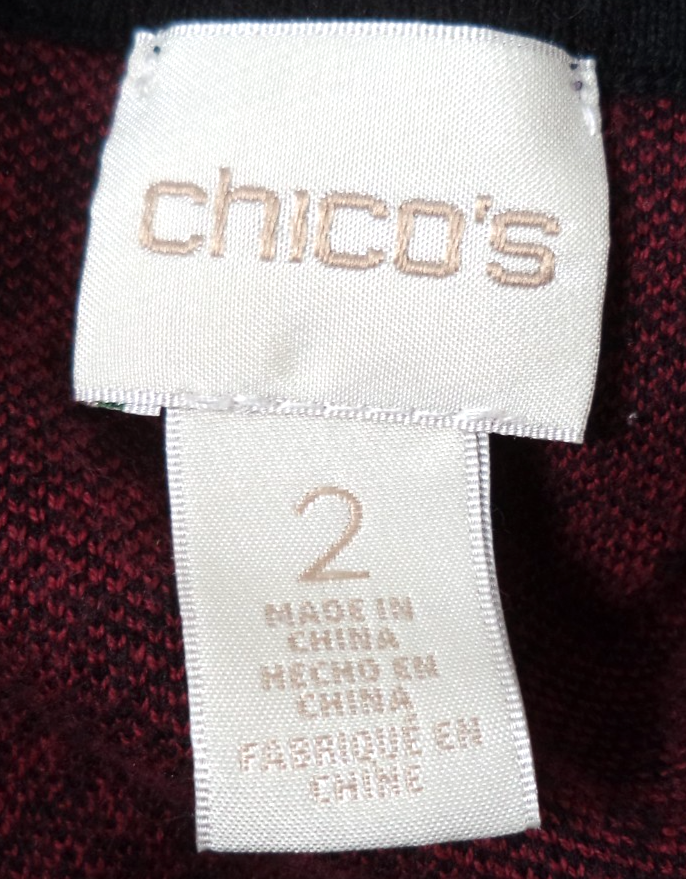 chico's
2
MADE IN
CHINA
HECHO EN
CHINA
FABRIQUÉ EN
CHINE